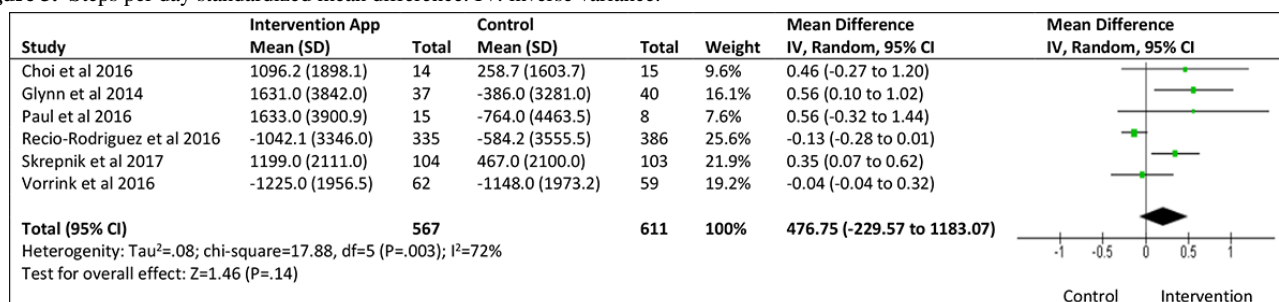 Figure 3. Steps per day standardized mean difference. IV: inverse variance.
Intervention App Control Mean Difference Mean Difference
Study Mean (SD) Total Mean (SD) Total Weight IV, Random, 95% CI IV, Random, 95% CI
Choi et al 2016 1096.2 (1898.1) 14 258.7 (1603.7) 15 9.6% 0.46 (-0.27 to 1.20)
Glynn et al 2014 1631.0 (3842.0) 37 -386.0 (3281.0) 40 16.1% 0.56 (0.10 to 1.02)
Paul et al 2016 1633.0 (3900.9) 15 -764.0 (4463.5) 8 7.6% 0.56 (-0.32 to 1.44)
Recio-Rodriguez et al 2016 -1042.1 (3346.0) 335 -584.2 (3555.5) 386 25.6% -0.13 (-0.28 to 0.01)
Skrepnik et al 2017 1199.0 (2111.0) 104 467.0 (2100.0) 103 21.9% 0.35 (0.07 to 0.62)
Vorrink et al 2016 -1225.0 (1956.5) 62 -1148.0 (1973.2) 59 19.2% -0.04 (-0.04 to 0.32)
Total (95% CI) 567 611 100% 476.75 (-229.57 to 1183.07)
Heterogenity: Tau²=.08; chi-square=17.88, df=5 (P=.003); I²=72%
Test for overall effect: Z=1.46 (P=.14)
-1 -0.5 0 0.5 1
Control Intervention